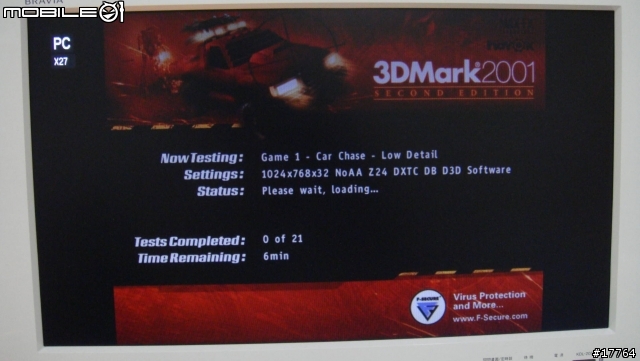 BRAVIA
MOBILE01
PC
X27
3DMark2001
SECOND EDITION
Now Testing: Game 1 - Car Chase - Low Detail
Settings: 1024x768x32 NoAA Z24 DXTC DB D3D Software
Status: Please wait, loading...
Tests Completed: 0 of 21
Time Remaining: 6min
F-SECURE
Virus Protection
and More...
www.F-Secure.com
#17764